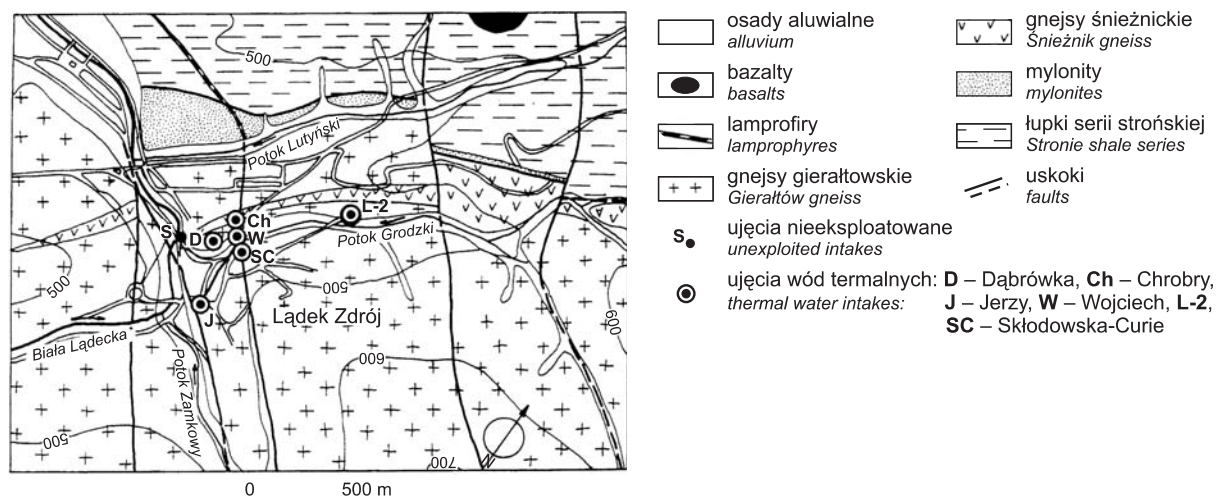 500
Potok Lutyński
Ch
L-2
S
D
W
Potok Grodzki
SC
500
500
J
Lądek Zdrój
600
Biała Lądecka
Potok Zamkowy
600
500
700
N
0 500 m
osady aluwialne
alluvium
bazalty
basalts
lamprofiry
lamprophyres
gnejsy gierałtowskie
Gierałtów gneiss
gnejsy śnieżnickie
Śnieżnik gneiss
mylonity
mylonites
łupki serii strońskiej
Stronie shale series
uskoki
faults
S
ujęcia nieeksploatowane
unexploited intakes
ujęcia wód termalnych: D – Dąbrówka, Ch – Chrobry,
thermal water intakes: J – Jerzy, W – Wojciech, L-2,
SC – Skłodowska-Curie